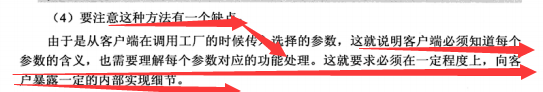 （4）要注意这种方法有一个缺点
由于是从客户端在调用工厂的时候传 选择的参数，这就说明客户端必须知道每个
参数的含义，也需要理解每个参数对应的功能处理。这就要求必须在一定程度上，向客
户暴露一定的内部实现细节。